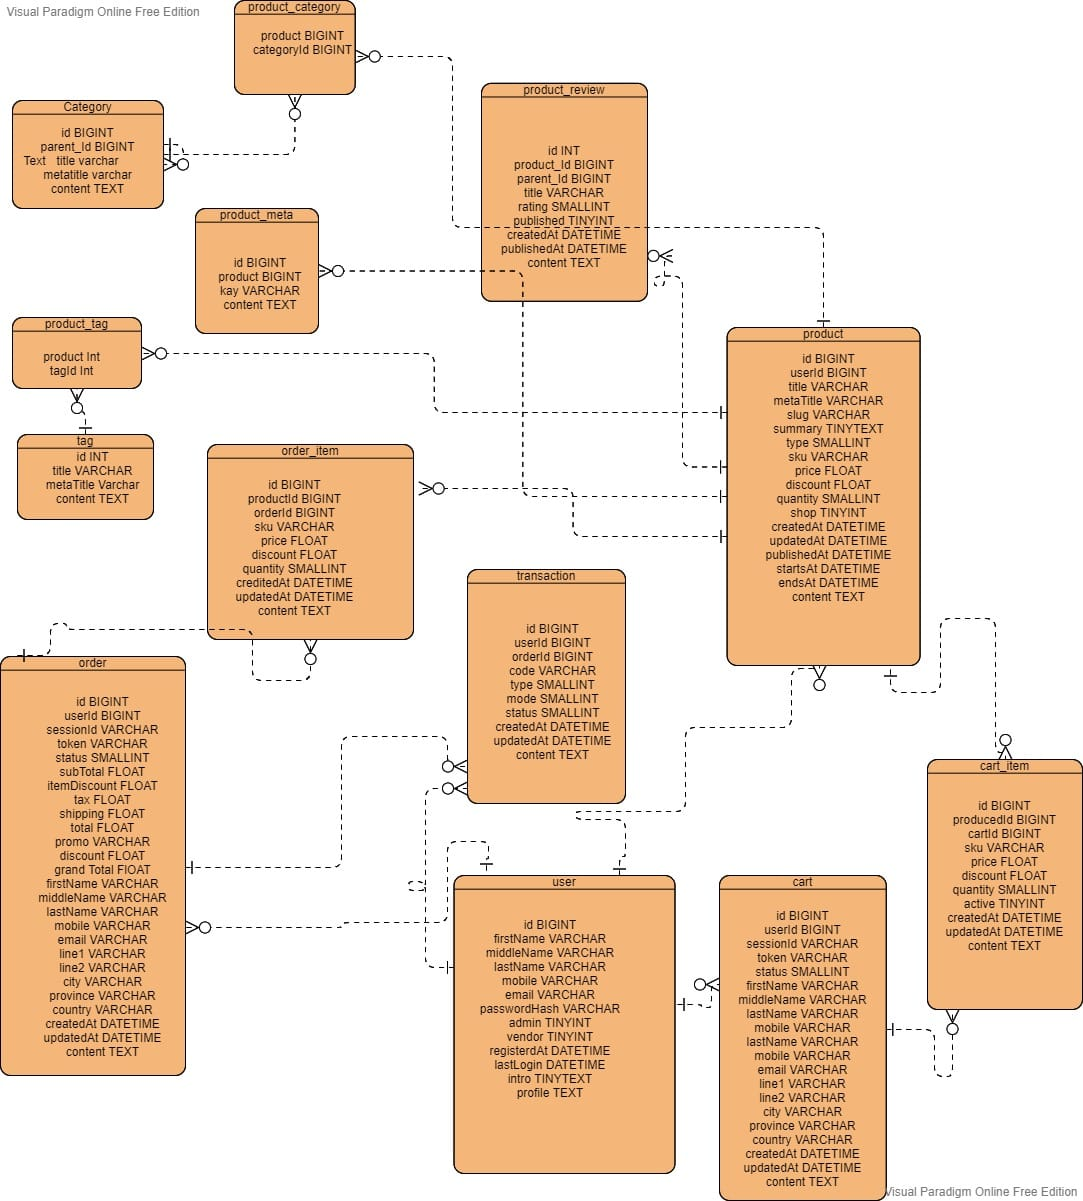 Visual Paradigm Online Free Edition
product_category
product BIGINT
categoryId BIGINT
Category
id BIGINT
parent_Id BIGINT
Text title varchar
metatitle varchar
content TEXT
product_review
id INT
product_Id BIGINT
parent_Id BIGINT
title VARCHAR
rating SMALLINT
published TINYINT
createdAt DATETIME
publishedAt DATETIME
content TEXT
product_meta
id BIGINT
product BIGINT
kay VARCHAR
content TEXT
product_tag
product Int
tagId Int
tag
id INT
title VARCHAR
metaTitle Varchar
content TEXT
product
id BIGINT
userId BIGINT
title VARCHAR
metaTitle VARCHAR
slug VARCHAR
summary TINYTEXT
type SMALLINT
sku VARCHAR
price FLOAT
discount FLOAT
quantity SMALLINT
shop TINYINT
createdAt DATETIME
updatedAt DATETIME
publishedAt DATETIME
startsAt DATETIME
endsAt DATETIME
content TEXT
order_item
id BIGINT
productId BIGINT
orderId BIGINT
sku VARCHAR
price FLOAT
discount FLOAT
quantity SMALLINT
creditedAt DATETIME
updatedAt DATETIME
content TEXT
transaction
id BIGINT
userId BIGINT
orderId BIGINT
code VARCHAR
type SMALLINT
mode SMALLINT
status SMALLINT
createdAt DATETIME
updatedAt DATETIME
content TEXT
order
id BIGINT
userId BIGINT
sessionId VARCHAR
token VARCHAR
status SMALLINT
subTotal FLOAT
itemDiscount FLOAT
tax FLOAT
shipping FLOAT
total FLOAT
promo VARCHAR
discount FLOAT
grand Total FlOAT
firstName VARCHAR
middleName VARCHAR
lastName VARCHAR
mobile VARCHAR
email VARCHAR
line1 VARCHAR
line2 VARCHAR
city VARCHAR
province VARCHAR
country VARCHAR
createdAt DATETIME
updatedAt DATETIME
content TEXT
user
id BIGINT
firstName VARCHAR
middleName VARCHAR
lastName VARCHAR
mobile VARCHAR
email VARCHAR
passwordHash VARCHAR
admin TINYINT
vendor TINYINT
registerdAt DATETIME
lastLogin DATETIME
intro TINYTEXT
profile TEXT
cart
id BIGINT
userId BIGINT
sessionId VARCHAR
token VARCHAR
status SMALLINT
firstName VARCHAR
middleName VARCHAR
lastName VARCHAR
mobile VARCHAR
lastName VARCHAR
mobile VARCHAR
email VARCHAR
line1 VARCHAR
line2 VARCHAR
city VARCHAR
province VARCHAR
country VARCHAR
createdAt DATETIME
updatedAt DATETIME
content TEXT
cart_item
id BIGINT
producedId BIGINT
cartId BIGINT
sku VARCHAR
price FLOAT
discount FLOAT
quantity SMALLINT
active TINYINT
createdAt DATETIME
updatedAt DATETIME
content TEXT
Visual Paradigm Online Free Edition